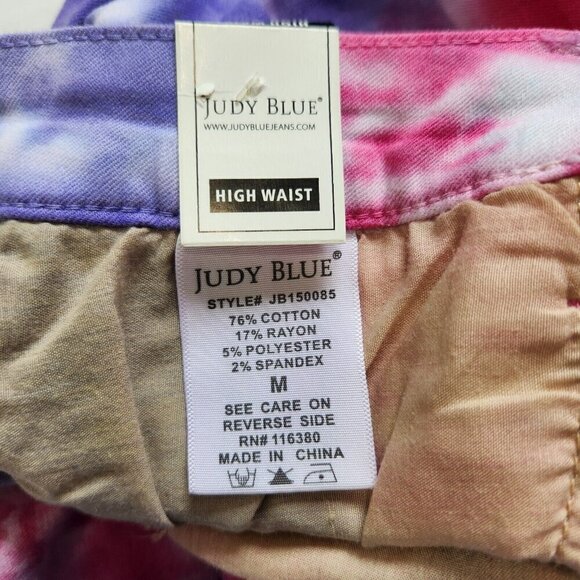 JUDY BLUE®
WWW.JUDYBLUEJEANS.COM
HIGH WAIST
JUDY BLUE®
STYLE# JB150085
76% COTTON
17% RAYON
5% POLYESTER
2% SPANDEX
M
SEE CARE ON
REVERSE SIDE
RN# 116380
MADE IN CHINA